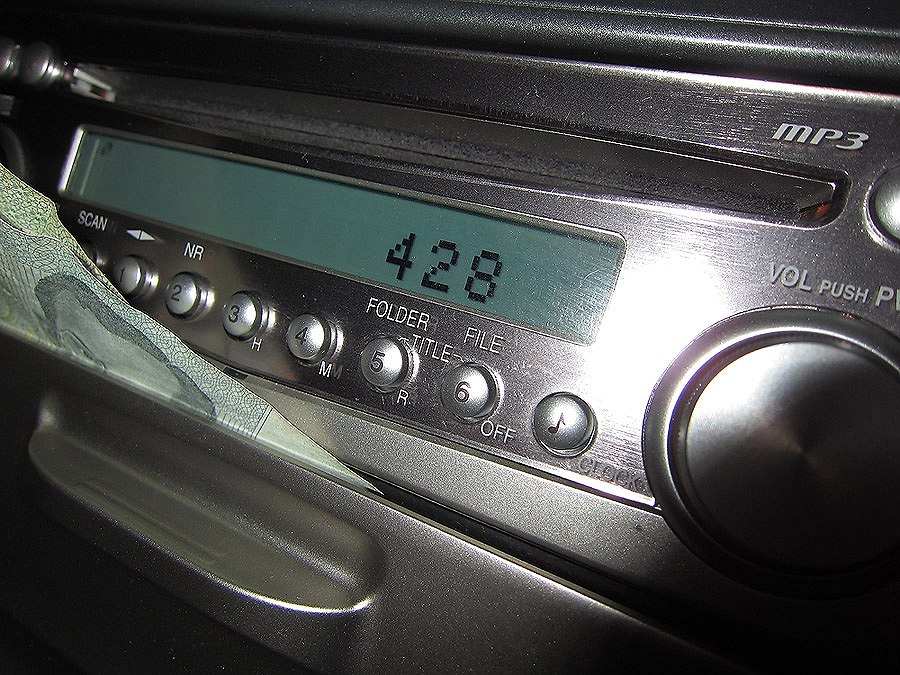 MP3
SCAN
NR
428
VOL PUSH
FOLDER
FILE
TITLE
1 2 3 4 5 6
H
M
R
OFF
CLOCK